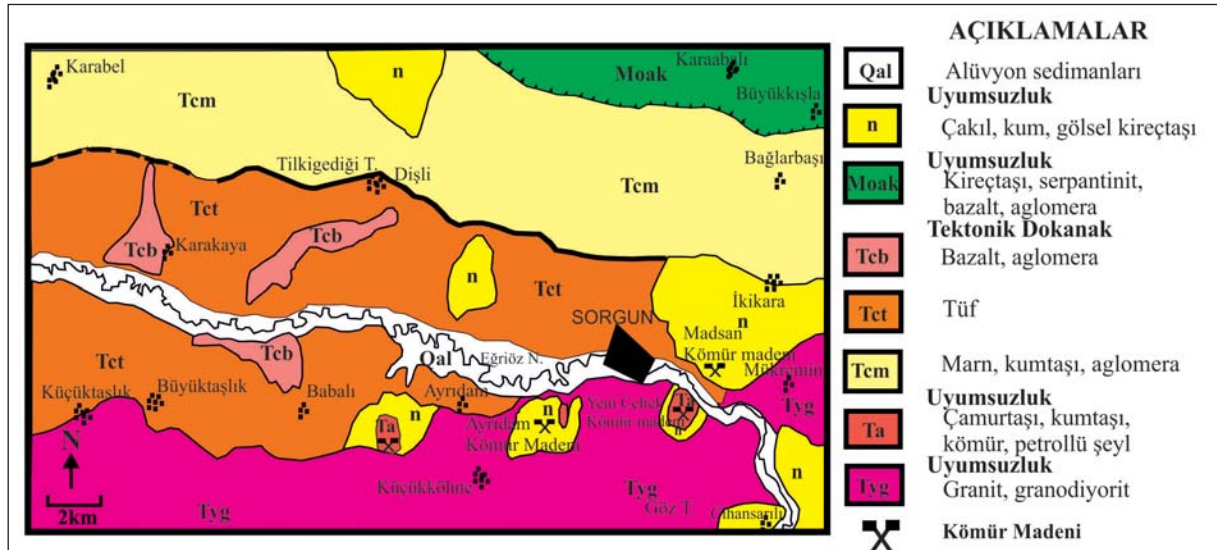 Karabel
n
Moak
Karaabalı
Büyükkışla
Tcm
Tilkigediği T.
Dişli
Bağlarbaşı
Tcm
Tct
Tcb
Karakaya
Tcb
n
Tct
İkikara
n
SORGUN
Madsan
Kömür madeni
Mükremin
Tct
Tcb
Qal
Eğriöz N.
Küçüktaşlık
Büyüktaşlık
Babalı
Ayrıdam
Tyg
n
Ta
n
Ayrıdam
Kömür Madeni
Yeni Çeltek
Kömür madeni
Ta
n
N
2km
Küçükköhne
Tyg
Tyg
Göz T.
Cihanşarılı
n
AÇIKLAMALAR
Qal Alüvyon sedimanları
Uyumsuzluk
n Çakıl, kum, gölsel kireçtaşı
Uyumsuzluk
Moak Kireçtaşı, serpantinit,
bazalt, aglomera
Tektonik Dokanak
Tcb Bazalt, aglomera
Tct Tüf
Tcm Marn, kumtaşı, aglomera
Uyumsuzluk
Ta Çamurtaşı, kumtaşı,
kömür, petrollü şeyl
Uyumsuzluk
Tyg Granit, granodiyorit
Kömür Madeni